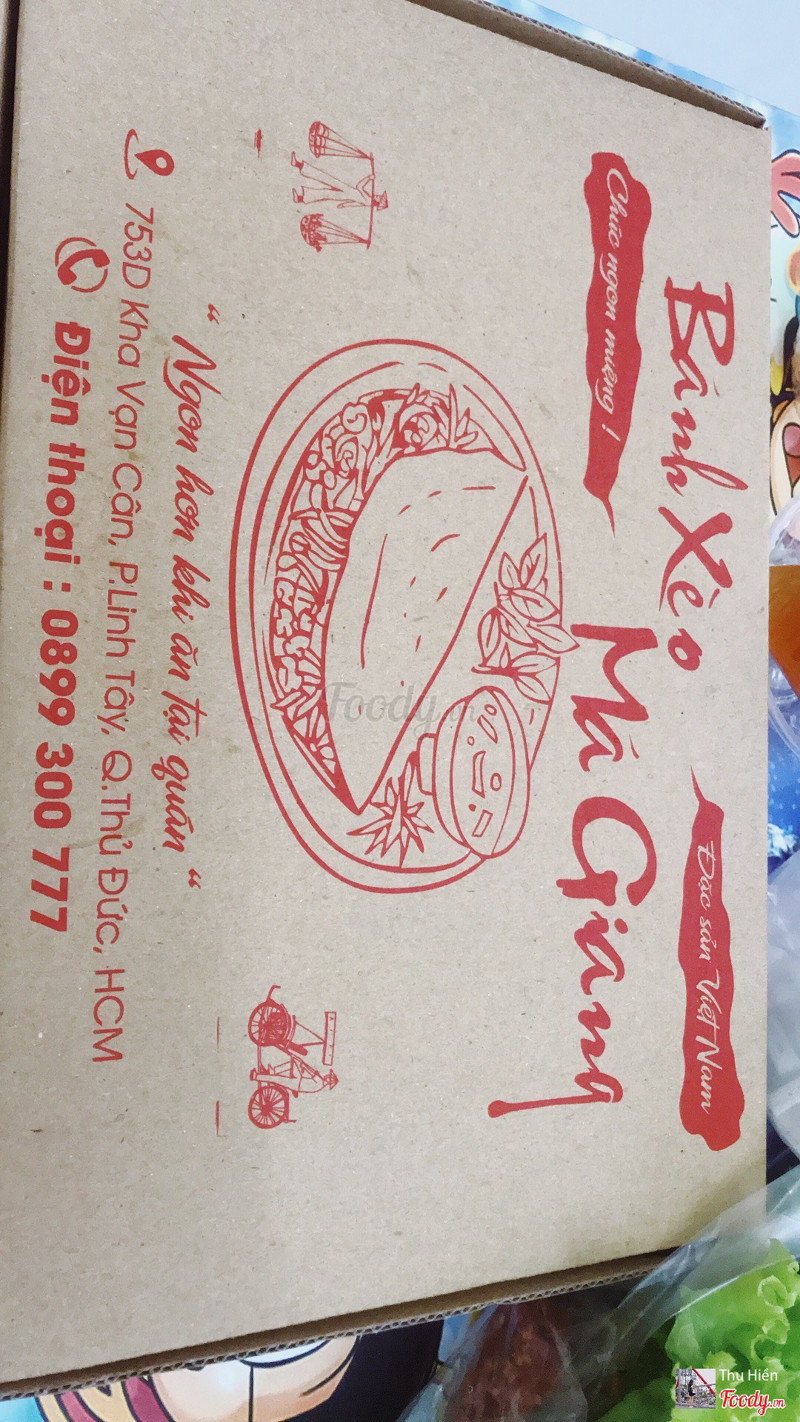 Bánh Xèo
Má Giang
Chúc ngon miệng !
Đặc sản Việt Nam
“ Ngon hơn khi ăn tại quán “
753D Kha Vạn Cân, P.Linh Tây, Q.Thủ Đức, HCM
Điện thoại : 0899 300 777
Foody.vn
Thu Hiền
Foody.vn